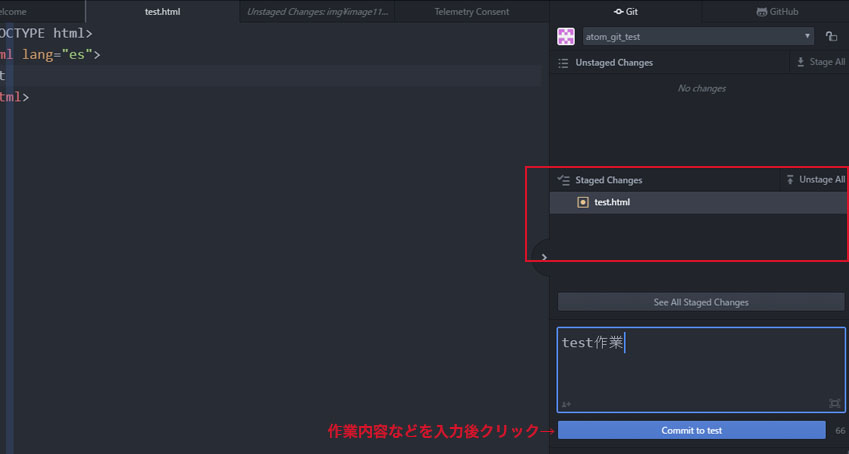 elcome
test.html
Unstaged Changes: img¥image11...
Telemetry Consent
OCTYPE html>
ml lang="es">
t
tml>
Git
GitHub
atom_git_test
Unstaged Changes
Stage All
No changes
Staged Changes
Unstage All
test.html
See All Staged Changes
test作業
作業内容などを入力後クリック→
Commit to test
66